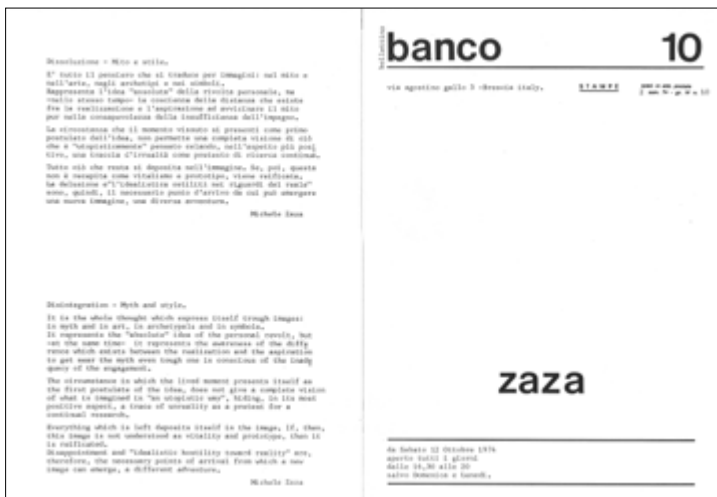 Dissoluzione - Mito e stile.
E' tutto il pensiero che si traduce per immagini: nel mito e
nell'arte, negli archetipi e nei simboli.
Rappresenta l'idea "assoluta" della rivolta personale, ma
-nello stesso tempo- la coscienza della distanza che esiste
fra la realizzazione e l'aspirazione ad avvicinare il mito
pur nella consapevolezza della insufficienza dell'impegno.
La circostanza che il momento vissuto si presenti come primo
postulato dell'idea, non permette una completa visione di ciò
che è "utopisticamente" pensato celando, nell'aspetto più posi
tivo, una traccia d'irrealtà come pretesto di ricerca continua.
Tutto ciò che resta si deposita nell'immagine. Se, poi, questa
non è recepita come vitalismo e prototipo, viene reificata.
La delusione e "l'idealistica ostilità nei riguardi del reale"
sono, quindi, il necessario punto d'arrivo da cui può emergere
una nuova immagine, una diversa avventura.
Michele Zaza
Disintegration - Myth and style.
It is the whole thought which express itself trough images:
in myth and in art, in archetypals and in symbols.
It represents the "absolute" idea of the personal revolt, but
-at the same time- it represents the awareness of the diffe
rence which exists between the realisation and the aspiration
to get near the myth even tough one is conscious of the inade
quacy of the engagement.
The circumstance in which the lived moment presents itself as
the first postulate of the idea, does not give a complete vision
of what is imagined in "an utopistic way", hiding, in its most
positive aspect, a trace of unreality as a pretext for a
continual research.
Everything which is left deposits itself in the image, if, then,
this image is not understood as vitality and prototype, then it
is reificated.
Disappointment and "idealistic hostility toward reality" are,
therefore, the necessary points of arrival from which a new
image can emerge, a different adventure.
Michele Zaza
bollettino
banco 10
via agostino gallo 3 -Brescia italy.
STAMPE
zaza
da Sabato 12 Ottobre 1974
aperto tutti i giorni
dalle 16,30 alle 20
salvo Domenica e Lunedì.